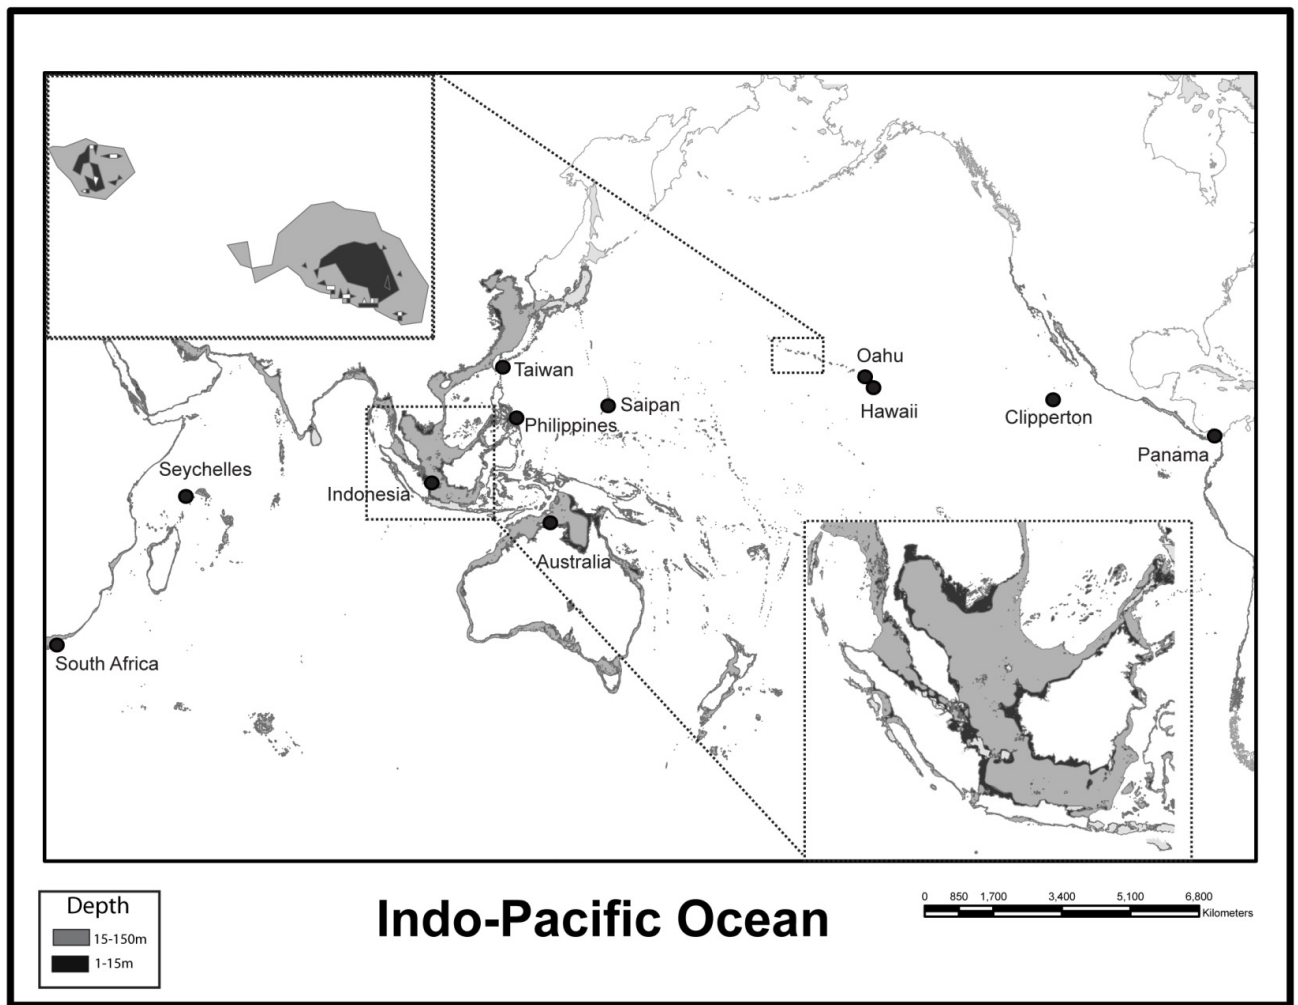 Oahu
Hawaii
Taiwan
Saipan
Philippines
Clipperton
Panama
Seychelles
Indonesia
Australia
South Africa
Depth
15-150m
1-15m
Indo-Pacific Ocean
0 850 1,700 3,400 5,100 6,800
Kilometers